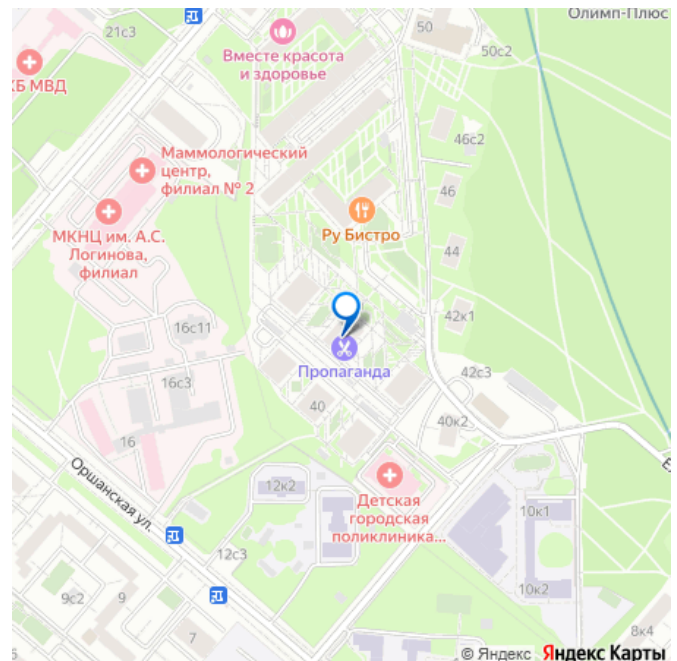 Олимп-Плюс
21с3
50
50с2
Вместе красота
и здоровье
КБ МВД
46с2
Маммологический
центр,
филиал № 2
46
МКНЦ им. А.С.
Логинова,
филиал
Ру Бистро
44
42к1
16с11
Пропаганда
42с3
16с3
40
40к2
16
Оршанская ул.
12к2
Детская
городская
поликлиника...
10к1
12с3
10к2
9с2
9
7
8к4
© Яндекс Яндекс Карты